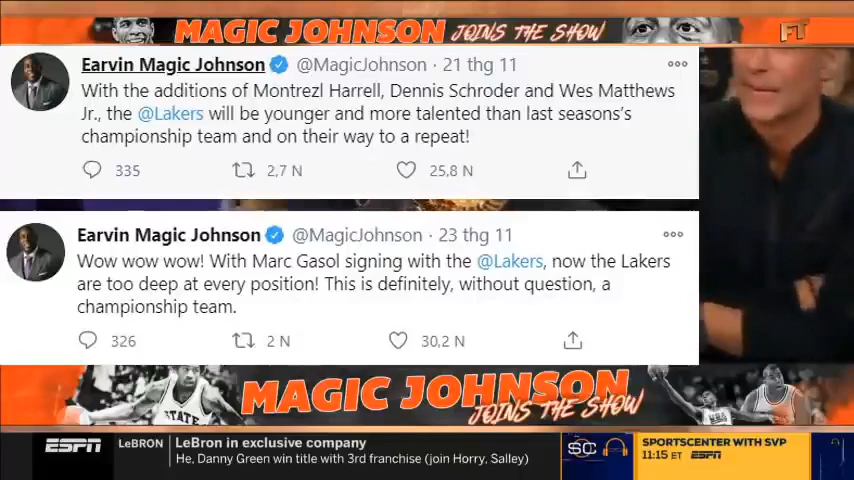 MAGIC JOHNSON JOINS THE SHOW
FT
Earvin Magic Johnson @MagicJohnson · 21 thg 11
With the additions of Montrezl Harrell, Dennis Schroder and Wes Matthews
Jr., the @Lakers will be younger and more talented than last seasons's
championship team and on their way to a repeat!
335 2,7 N 25,8 N
Earvin Magic Johnson @MagicJohnson · 23 thg 11
Wow wow wow! With Marc Gasol signing with the @Lakers, now the Lakers
are too deep at every position! This is definitely, without question, a
championship team.
326 2 N 30,2 N
STATE
MAGIC JOHNSON
JOINS THE SHOW
ESPN LeBRON LeBron in exclusive company
He, Danny Green win title with 3rd franchise (join Horry, Salley)
SC
SPORTSCENTER WITH SVP
11:15 ET ESPN